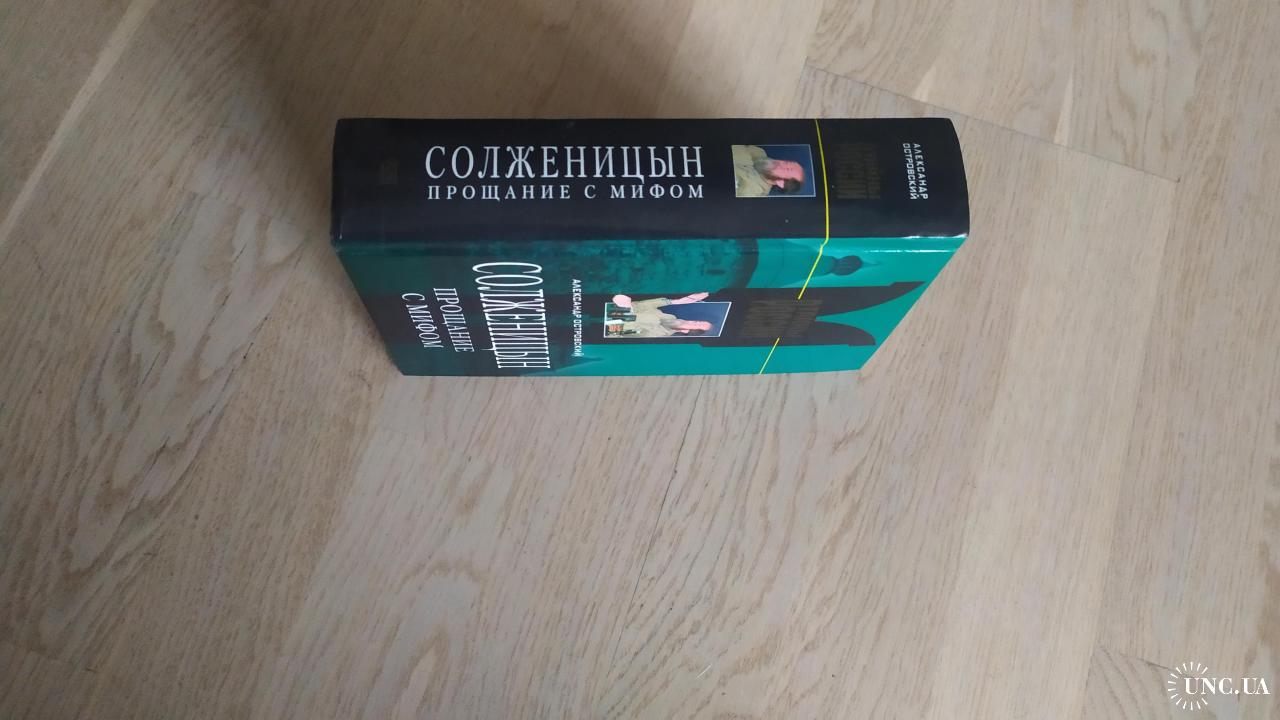 СОЛЖЕНИЦЫН
ПРОЩАНИЕ С МИФОМ
АЛЕКСАНДР
ОСТРОВСКИЙ
АЛЕКСАНДР ОСТРОВСКИЙ
СОЛЖЕНИЦЫН
ПРОЩАНИЕ
С МИФОМ
UNC.UA